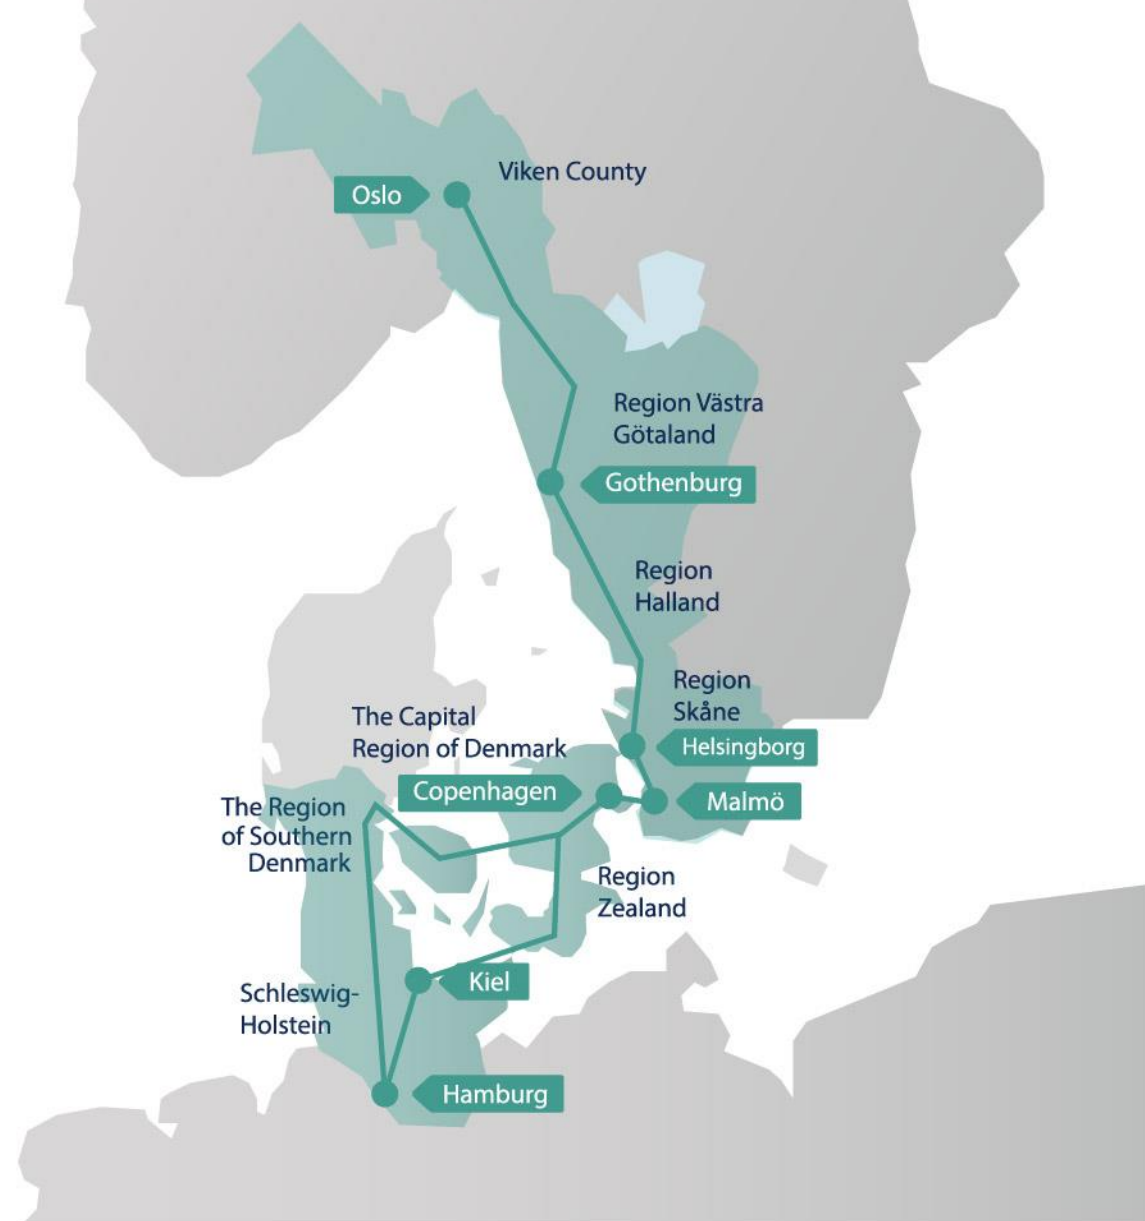 Viken County
Oslo
Region Västra
Götaland
Gothenburg
Region
Halland
Region
Skåne
The Capital
Region of Denmark
Helsingborg
Copenhagen
Malmö
The Region
of Southern
Denmark
Region
Zealand
Kiel
Schleswig-
Holstein
Hamburg